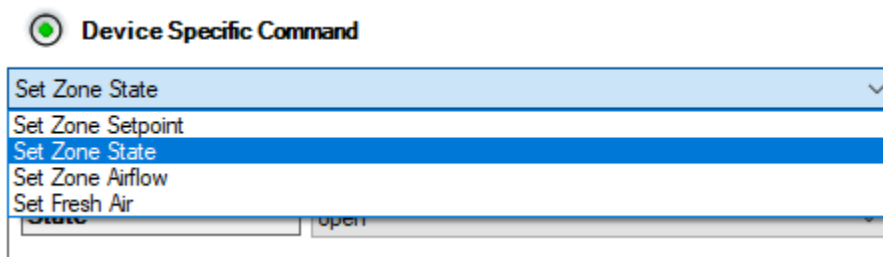 Device Specific Command
Set Zone State
Set Zone Setpoint
Set Zone State
Set Zone Airflow
Set Fresh Air
State open